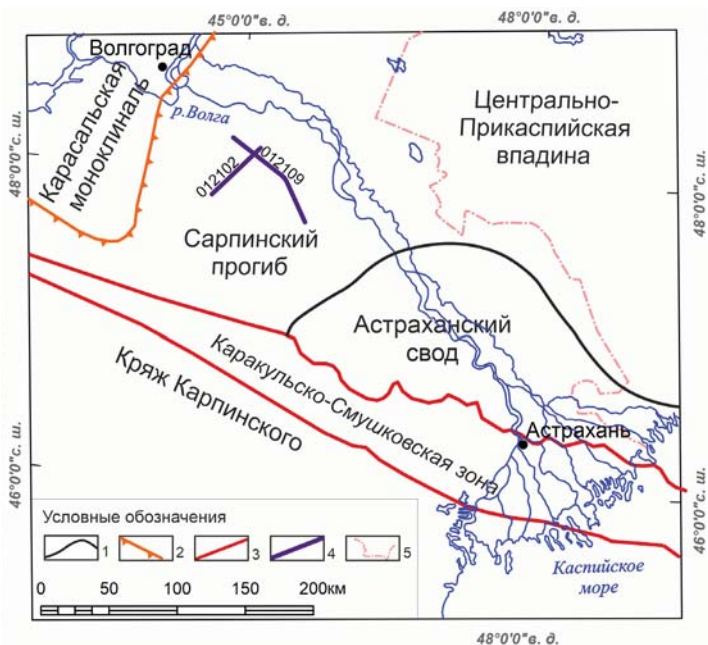 45°0'0"в. д.
48°0'0"в. д.
Волгоград
р.Волга
Карасальская
моноклиналь
Центрально-
Прикаспийская
впадина
48°0'0"с. ш.
48°0'0"с. ш.
012102
012109
Сарпинский
прогиб
Астраханский
свод
Каракульско-Смушковская зона
Кряж Карпинского
Астрахань
46°0'0"с. ш.
46°0'0"с. ш.
Каспийское
море
Условные обозначения
1 2 3 4 5
0 50 100 150 200км
48°0'0"в. д.